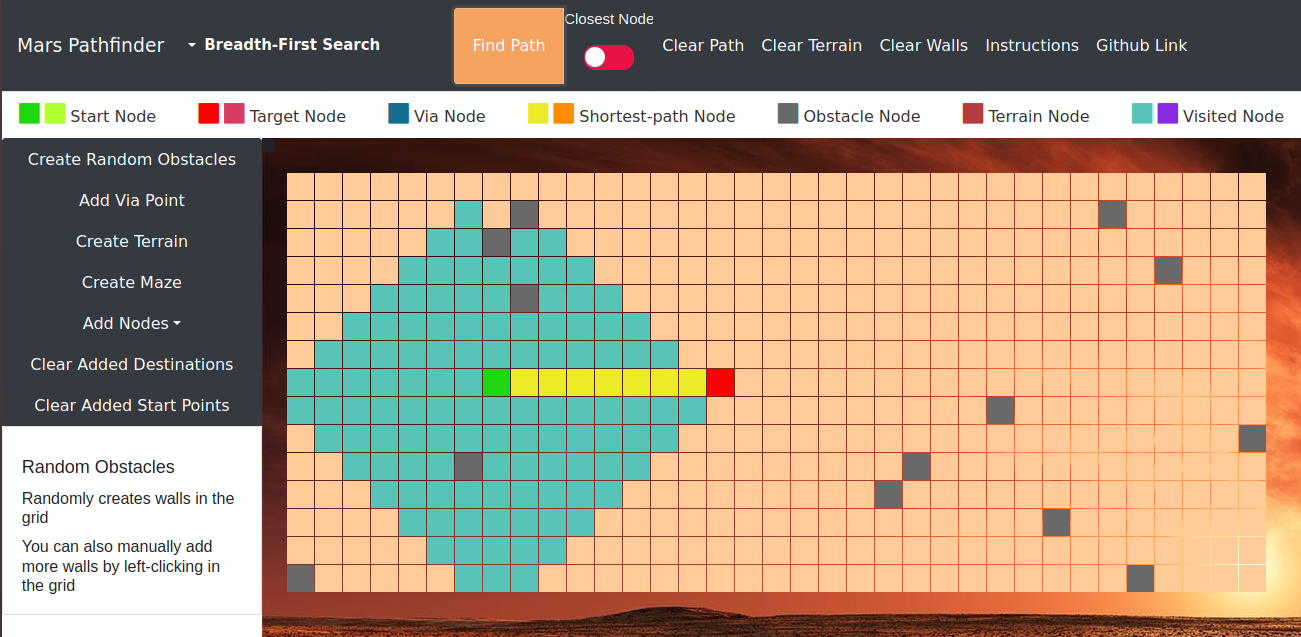 Mars Pathfinder
Breadth-First Search
Find Path
Closest Node
Clear Path
Clear Terrain
Clear Walls
Instructions
Github Link
Start Node
Target Node
Via Node
Shortest-path Node
Obstacle Node
Terrain Node
Visited Node
Create Random Obstacles
Add Via Point
Create Terrain
Create Maze
Add Nodes
Clear Added Destinations
Clear Added Start Points
Random Obstacles
Randomly creates walls in the
grid
You can also manually add
more walls by left-clicking in
the grid